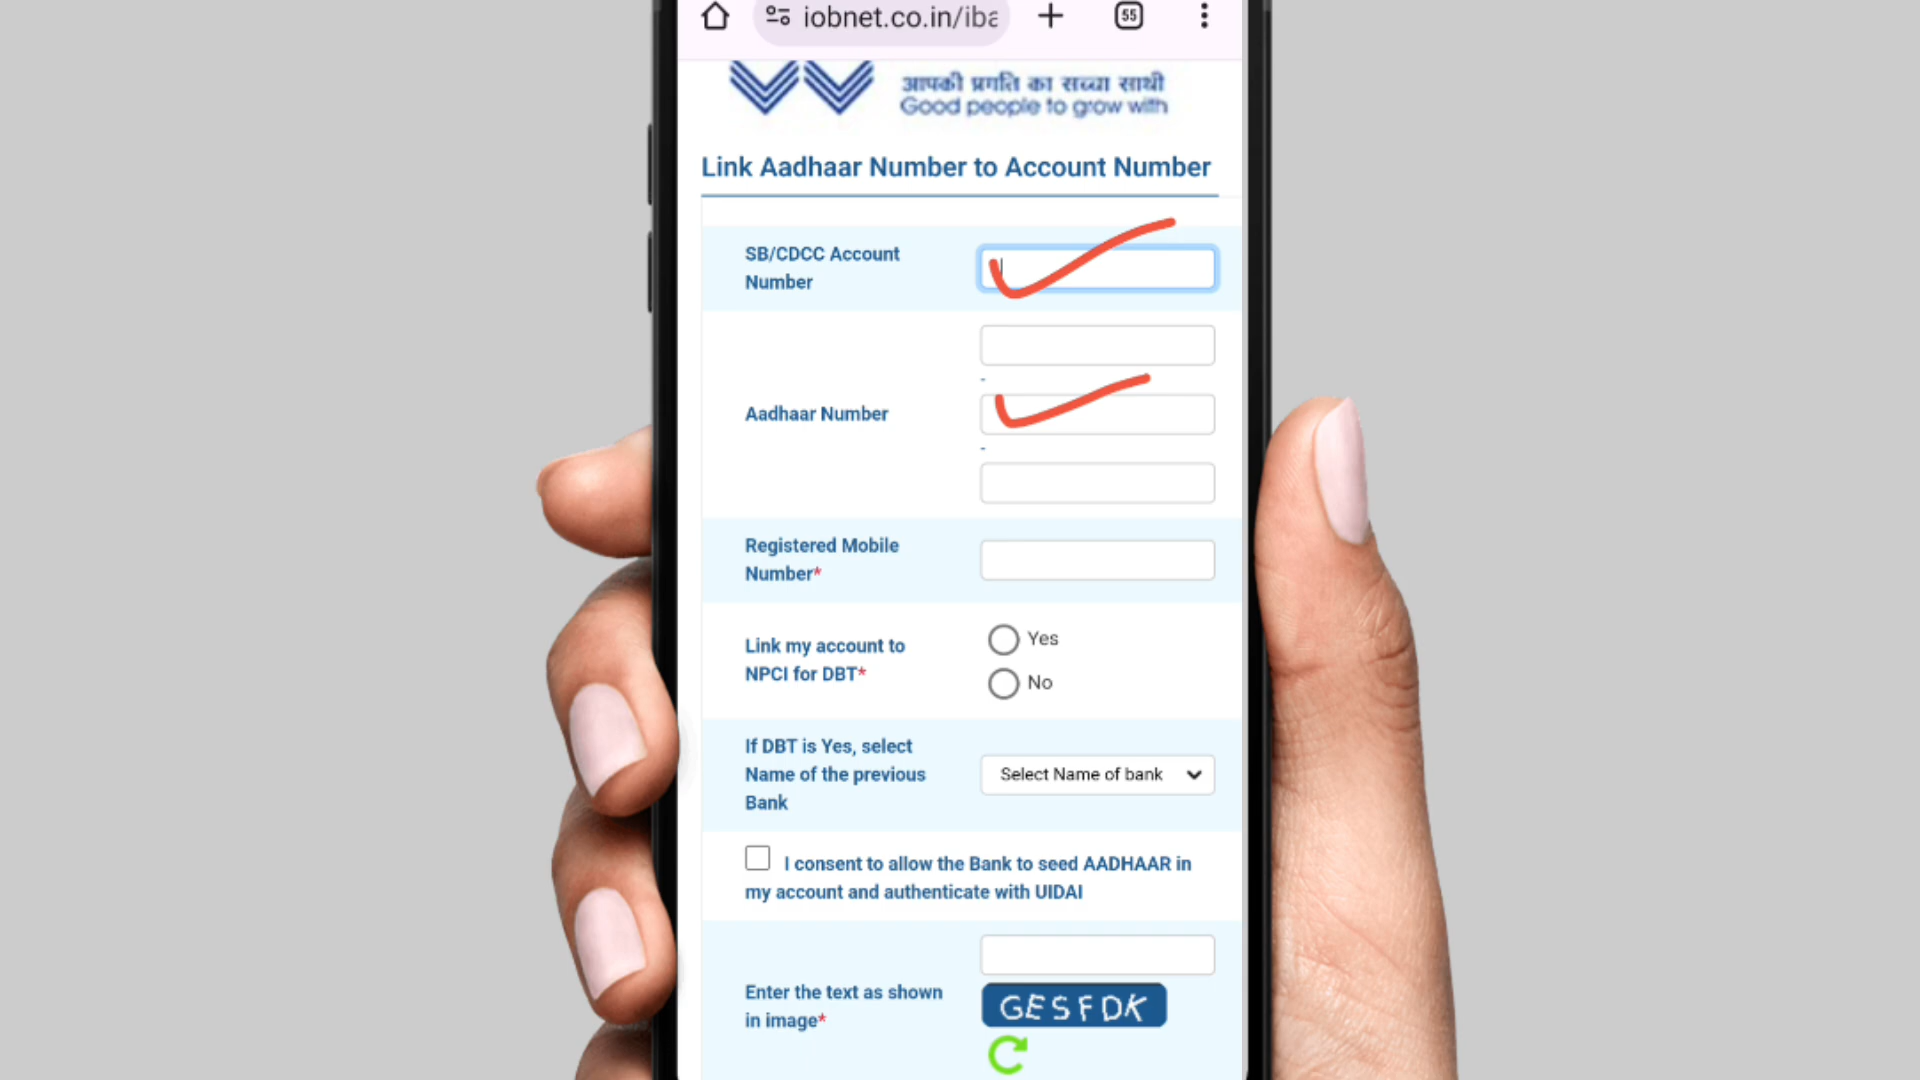 iobnet.co.in/iba
55
आपकी प्रगति का सच्चा साथी
Good people to grow with
Link Aadhaar Number to Account Number
SB/CDCC Account
Number
-
Aadhaar Number
-
Registered Mobile
Number*
Link my account to
NPCI for DBT*
Yes
No
If DBT is Yes, select
Name of the previous
Bank
Select Name of bank
I consent to allow the Bank to seed AADHAAR in
my account and authenticate with UIDAI
Enter the text as shown
in image*
GESFDK